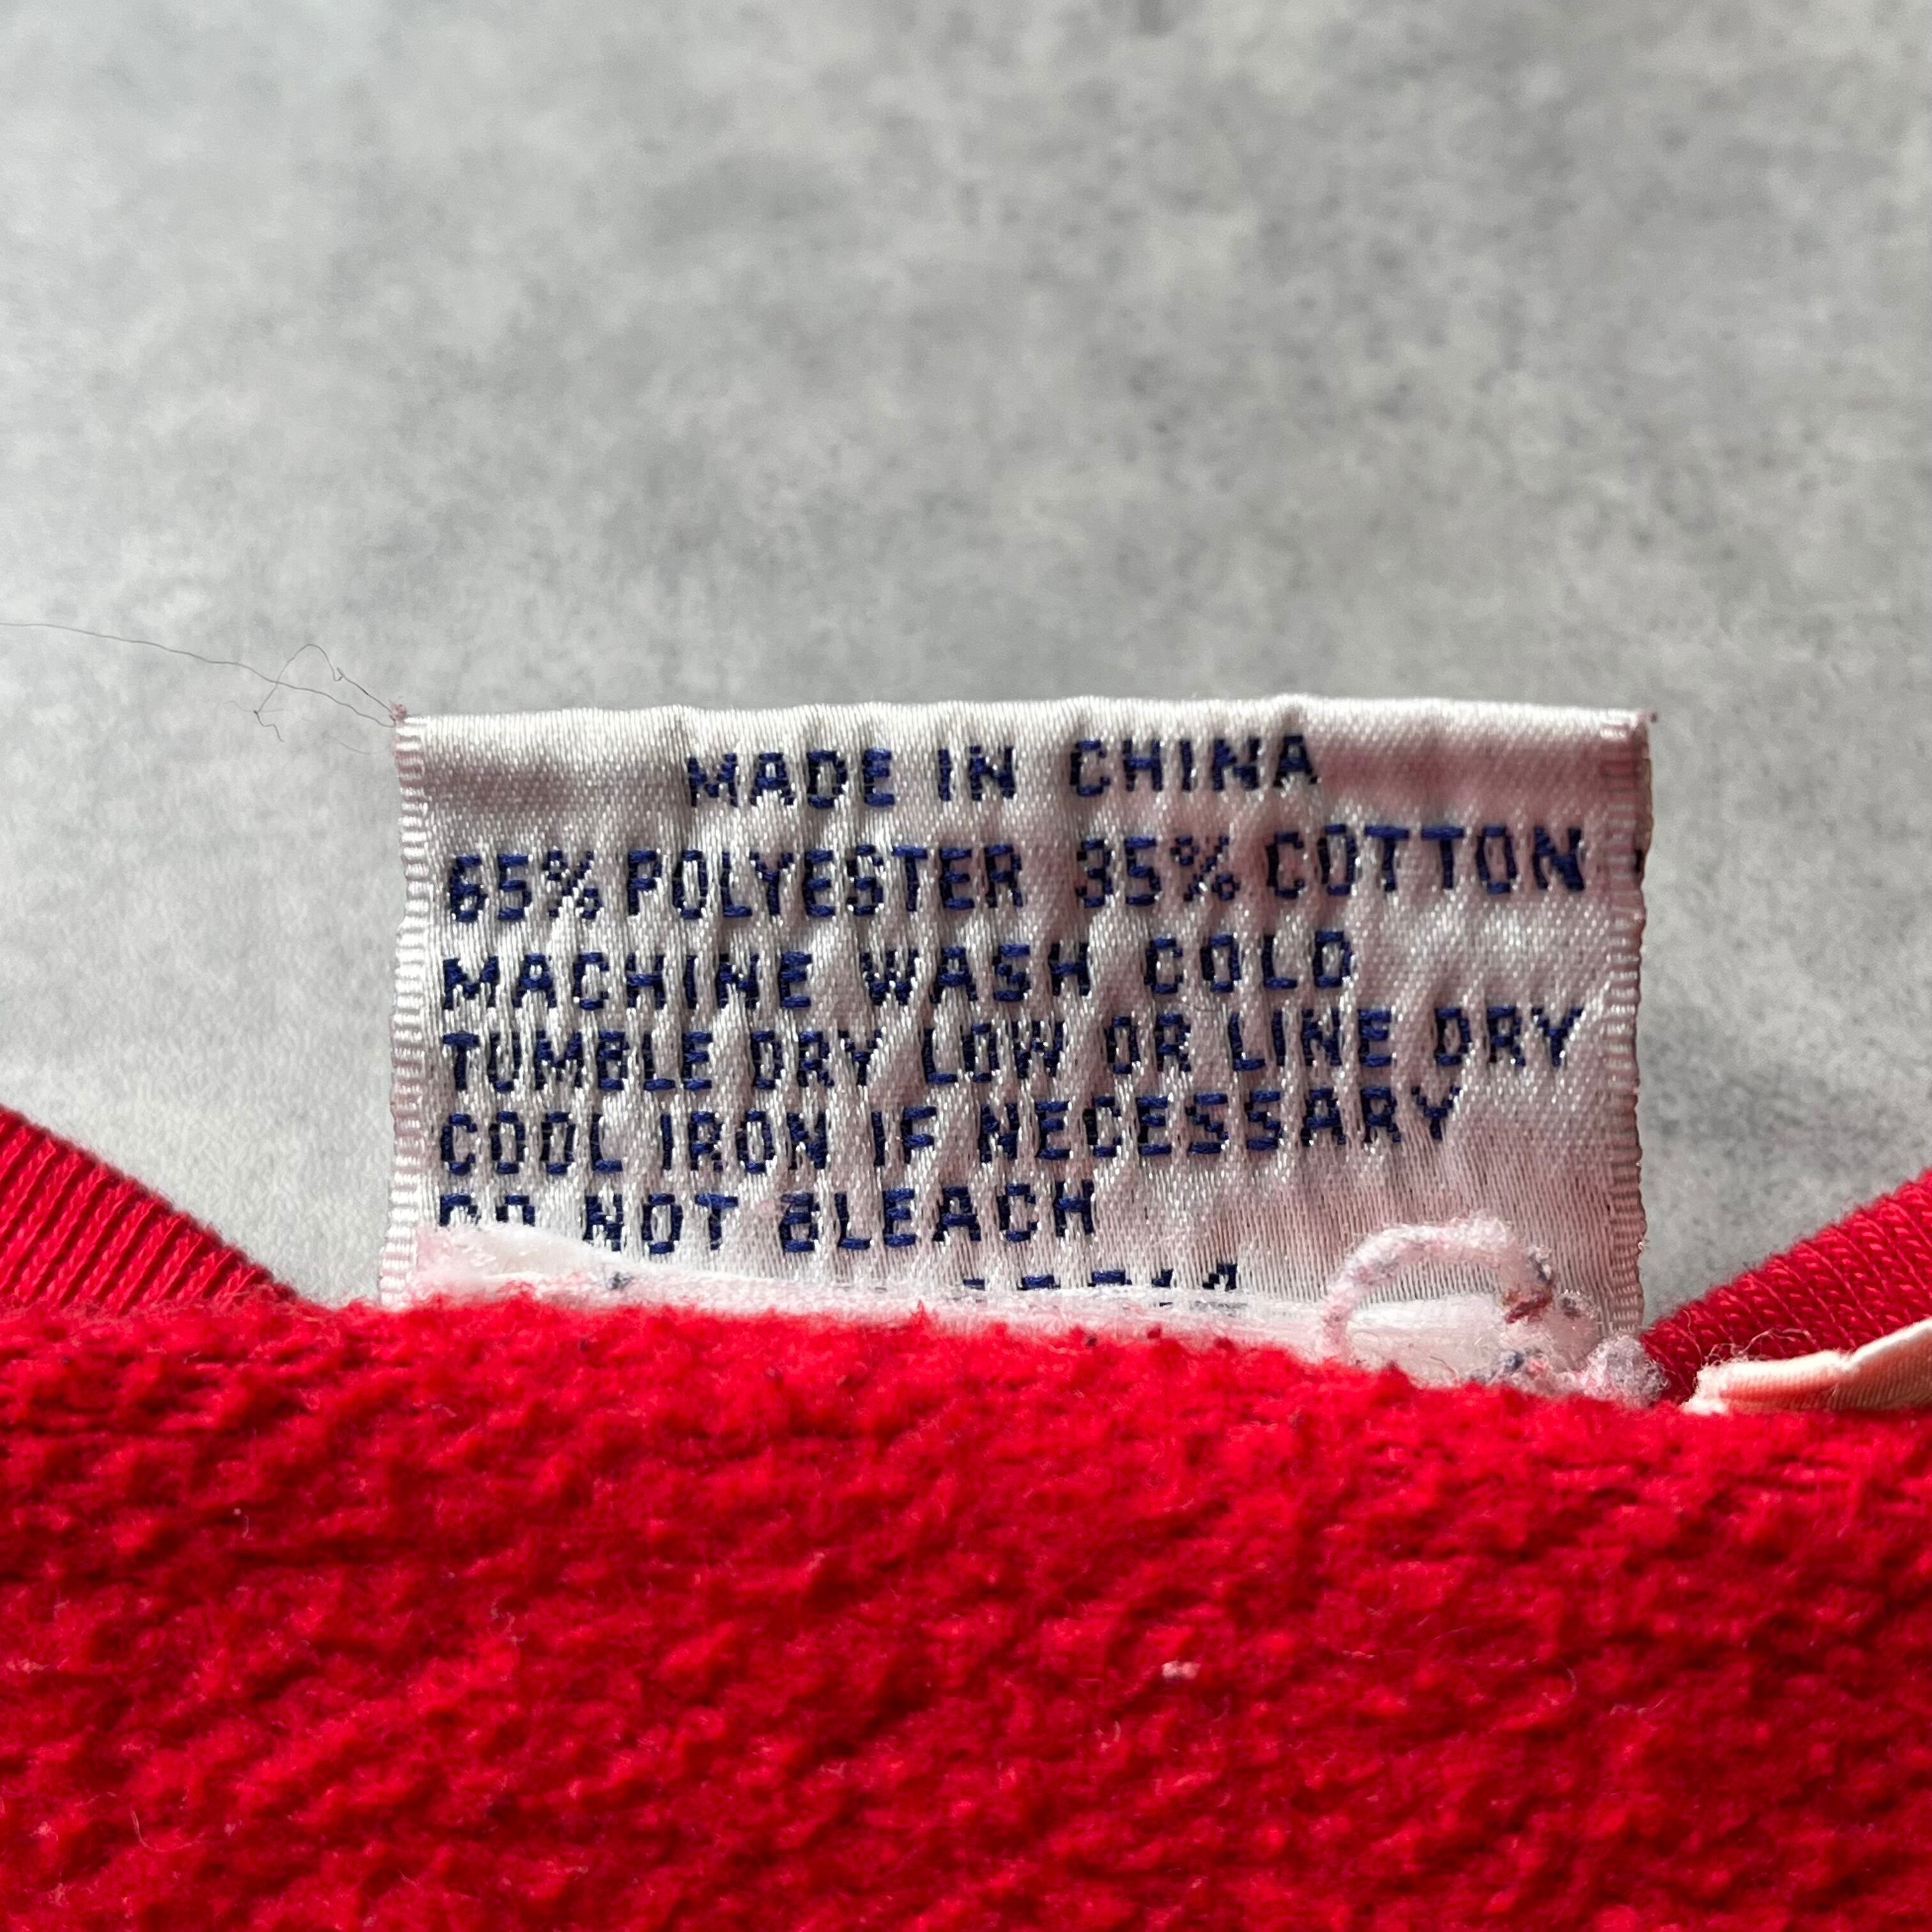 MADE IN CHINA
65% POLYESTER 35% COTTON
MACHINE WASH COLD
TUMBLE DRY LOW OR LINE DRY
COOL IRON IF NECESSARY
DO NOT BLEACH